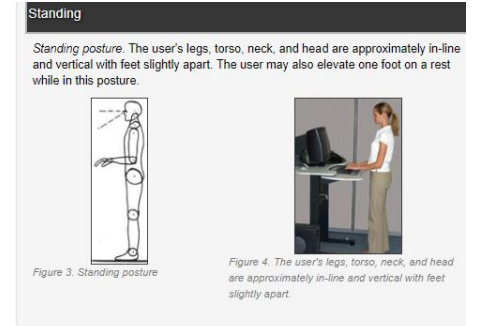 Standing
Standing posture. The user's legs, torso, neck, and head are approximately in-line
and vertical with feet slightly apart. The user may also elevate one foot on a rest
while in this posture.
Figure 3. Standing posture
Figure 4. The user's legs, torso, neck, and head
are approximately in-line and vertical with feet
slightly apart.